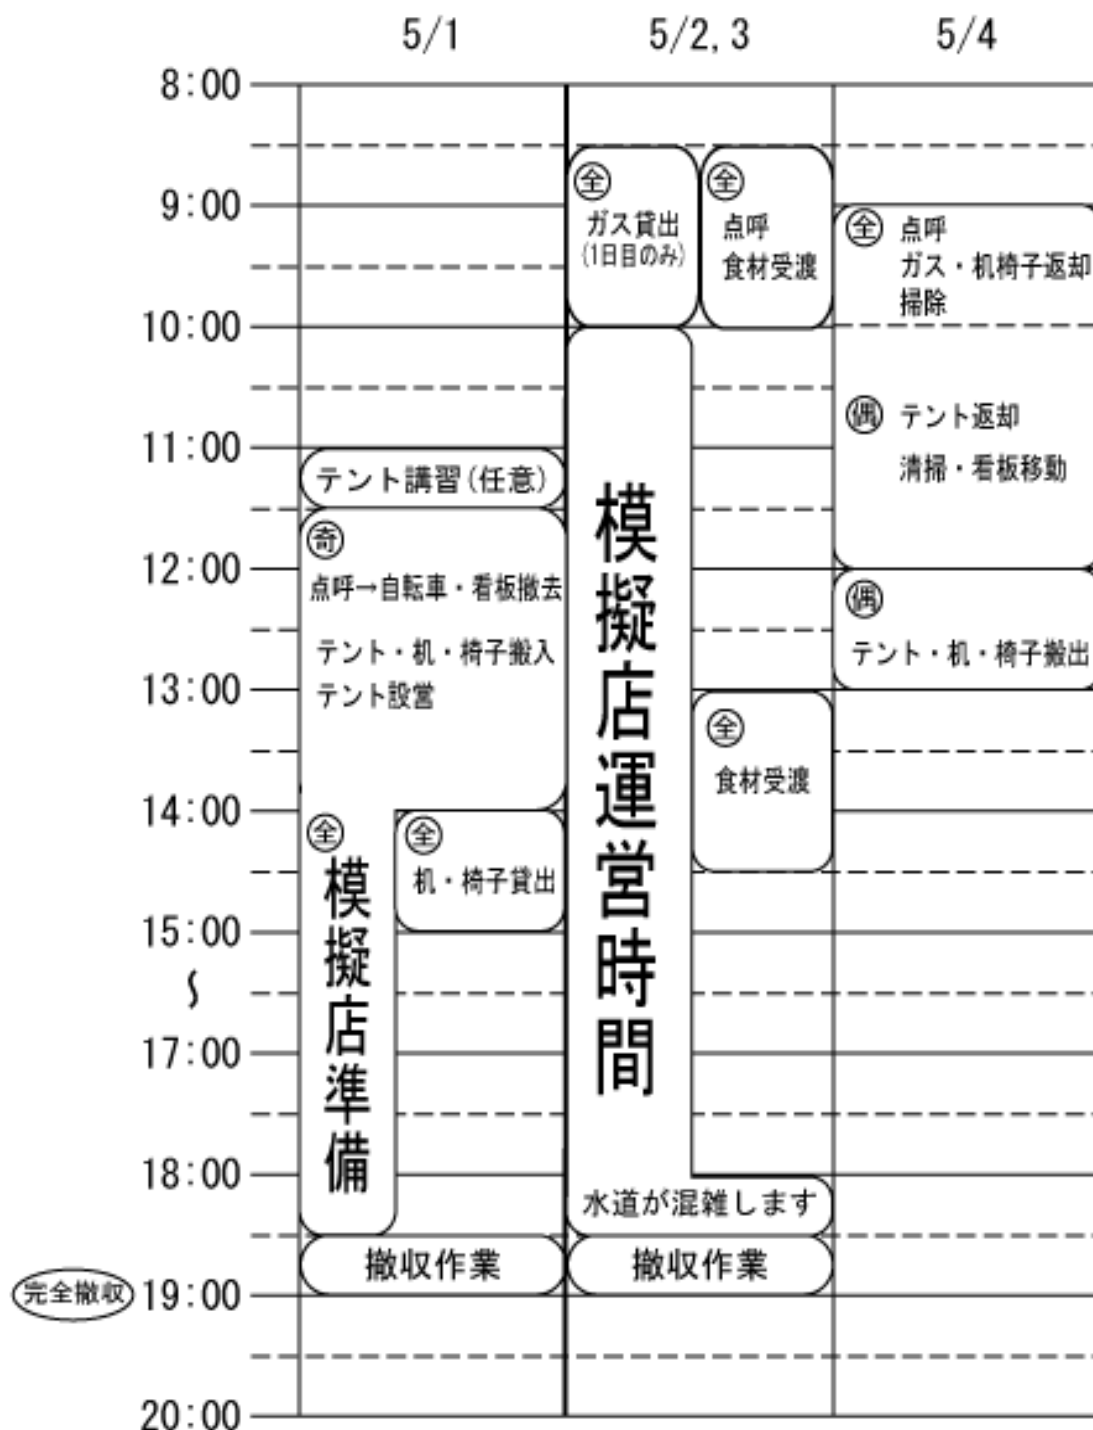 5/1
5/2,3
5/4
8:00
9:00
10:00
11:00
12:00
13:00
14:00
15:00
〜
17:00
18:00
完全撤収
19:00
20:00
テント講習(任意)
奇
点呼→自転車・看板撤去
テント・机・椅子搬入
テント設営
全
模擬店準備
全
机・椅子貸出
撤収作業
全
ガス貸出
(1日目のみ)
全
点呼
食材受渡
模擬店運営時間
全
食材受渡
水道が混雑します
撤収作業
全
点呼
ガス・机椅子返却
掃除
偶
テント返却
清掃・看板移動
偶
テント・机・椅子搬出